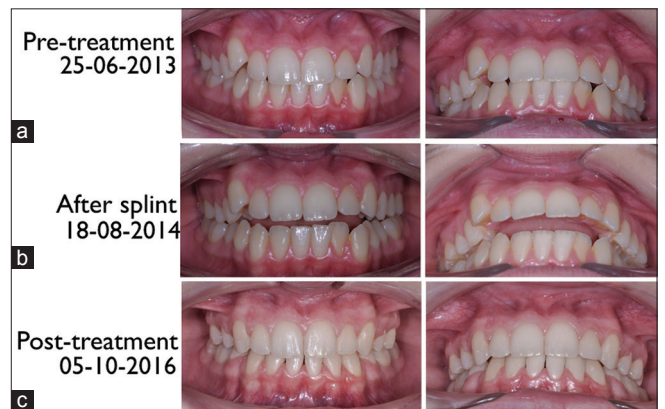 Pre-treatment
25-06-2013
a
After splint
18-08-2014
b
Post-treatment
05-10-2016
c